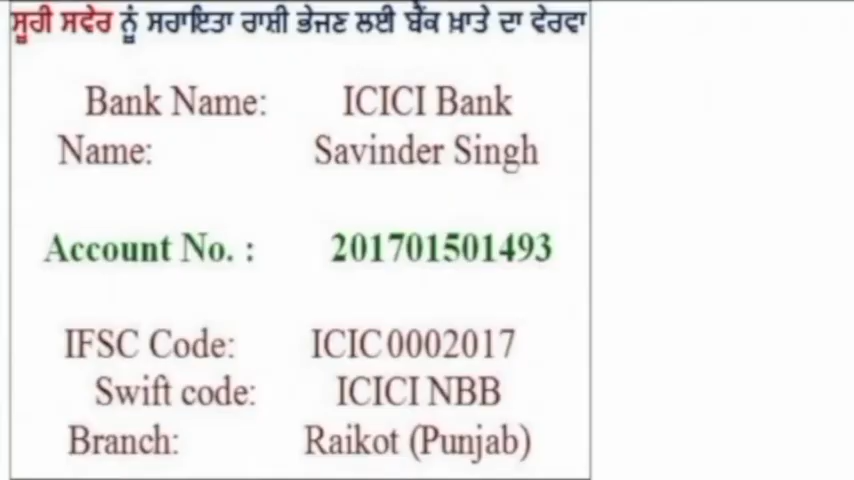 ਸੂਹੀ ਸਵੇਰ ਨੂੰ ਸਹਾਇਤਾ ਰਾਸ਼ੀ ਭੇਜਣ ਲਈ ਬੈਂਕ ਖ਼ਾਤੇ ਦਾ ਵੇਰਵਾ
Bank Name: ICICI Bank
Name: Savinder Singh
Account No. : 201701501493
IFSC Code: ICIC0002017
Swift code: ICICI NBB
Branch: Raikot (Punjab)